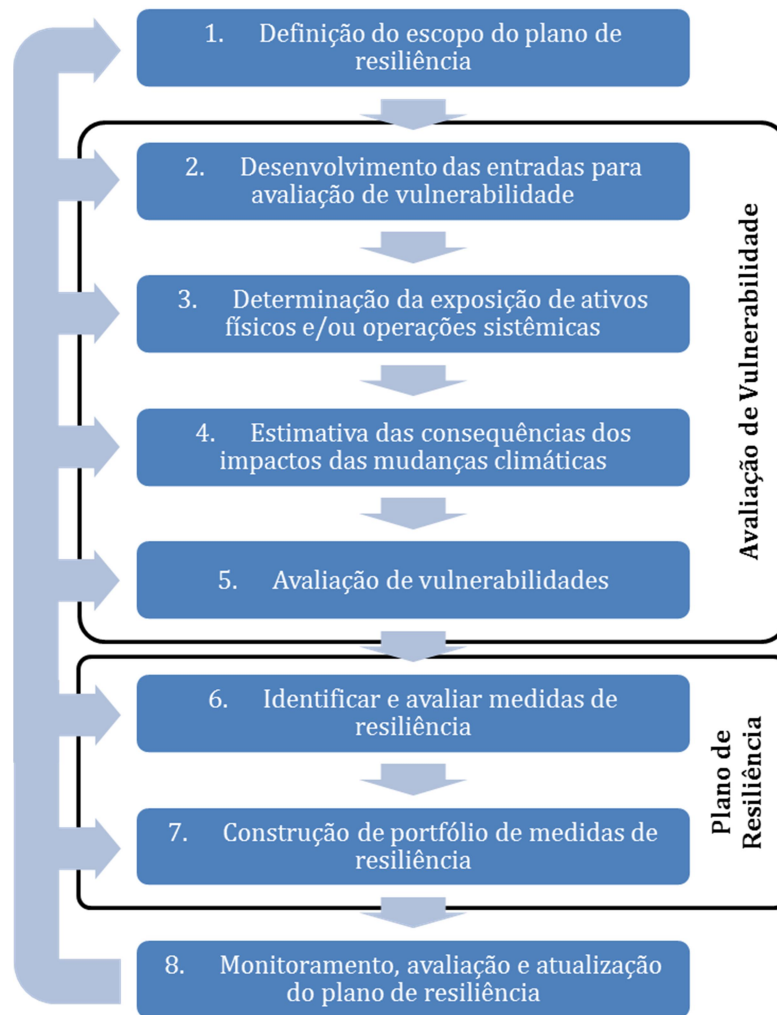 1. Definição do escopo do plano de
resiliência
2. Desenvolvimento das entradas para
avaliação de vulnerabilidade
3. Determinação da exposição de ativos
físicos e/ou operações sistêmicas
4. Estimativa das consequências dos
impactos das mudanças climáticas
5. Avaliação de vulnerabilidades
Avaliação de Vulnerabilidade
6. Identificar e avaliar medidas de
resiliência
7. Construção de portfólio de medidas de
resiliência
Plano de
Resiliência
8. Monitoramento, avaliação e atualização
do plano de resiliência